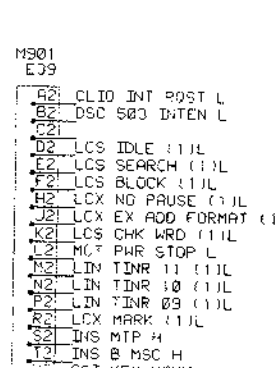 M901
E09
A2 CLIO INT POST L
B2 DSC 503 INTEN L
C2
D2 LCS IDLE (1)L
E2 LCS SEARCH (1)L
F2 LCS BLOCK (1)L
H2 LCX NO PAUSE (1)L
J2 LCX EX ADD FORMAT (1
K2 LCS CHK WRD (1)L
L2 MCT PWR STOP L
M2 LIN TINR 11 (1)L
N2 LIN TINR 10 (1)L
P2 LIN TINR 09 (1)L
R2 LCX MARK (1)L
S2 INS MTP H
T2 INS B MSC H